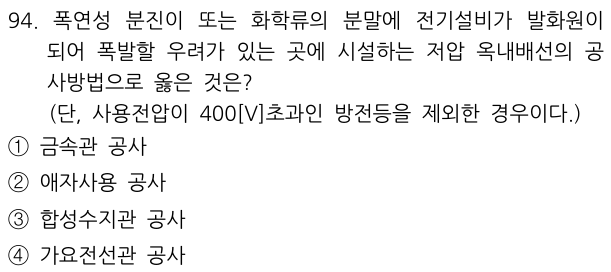 94. 폭연성 분진이 또는 화학류의 분말에 전기설비가 발화원이
되어 폭발할 우려가 있는 곳에 시설하는 저압 옥내배선의 공
사방법으로 옳은 것은?
(단, 사용전압이 400[V]초과인 방전등을 제외한 경우이다.)
① 금속관 공사
② 애자사용 공사
③ 합성수지관 공사
④ 가요전선관 공사